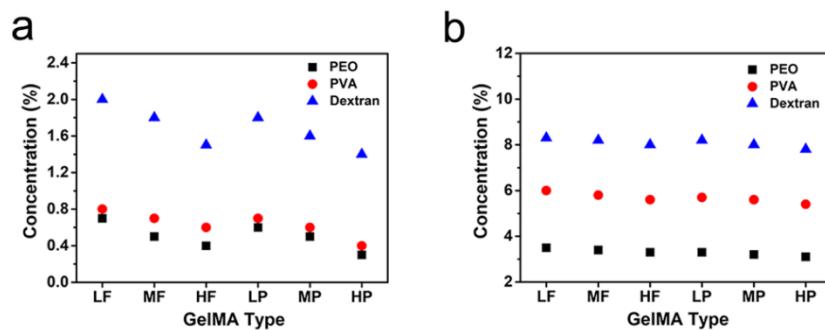 a
2.4
2.0
1.6
1.2
0.8
0.4
0.0
Concentration (%)
PEO
PVA
Dextran
LF MF HF LP MP HP
GelMA Type
b
12
10
8
6
4
2
Concentration (%)
PEO
PVA
Dextran
LF MF HF LP MP HP
GelMA Type